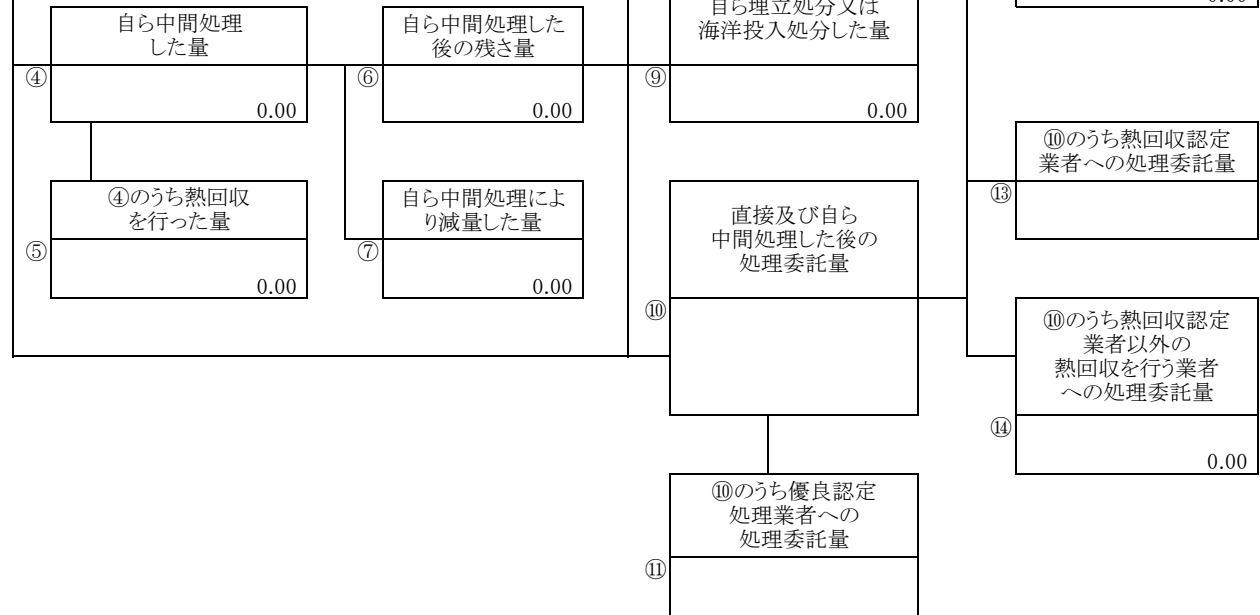 自ら中間処理
した量
④
0.00
自ら中間処理した
後の残さ量
⑥
0.00
自ら埋立処分又は
海洋投入処分した量
⑨
0.00
0.00
④のうち熱回収
を行った量
⑤
0.00
自ら中間処理によ
り減量した量
⑦
0.00
直接及び自ら
中間処理した後の
処理委託量
⑩
⑩のうち熱回収認定
業者への処理委託量
⑬
⑩のうち熱回収認定
業者以外の
熱回収を行う業者
への処理委託量
⑭
0.00
⑩のうち優良認定
処理業者への
処理委託量
⑪